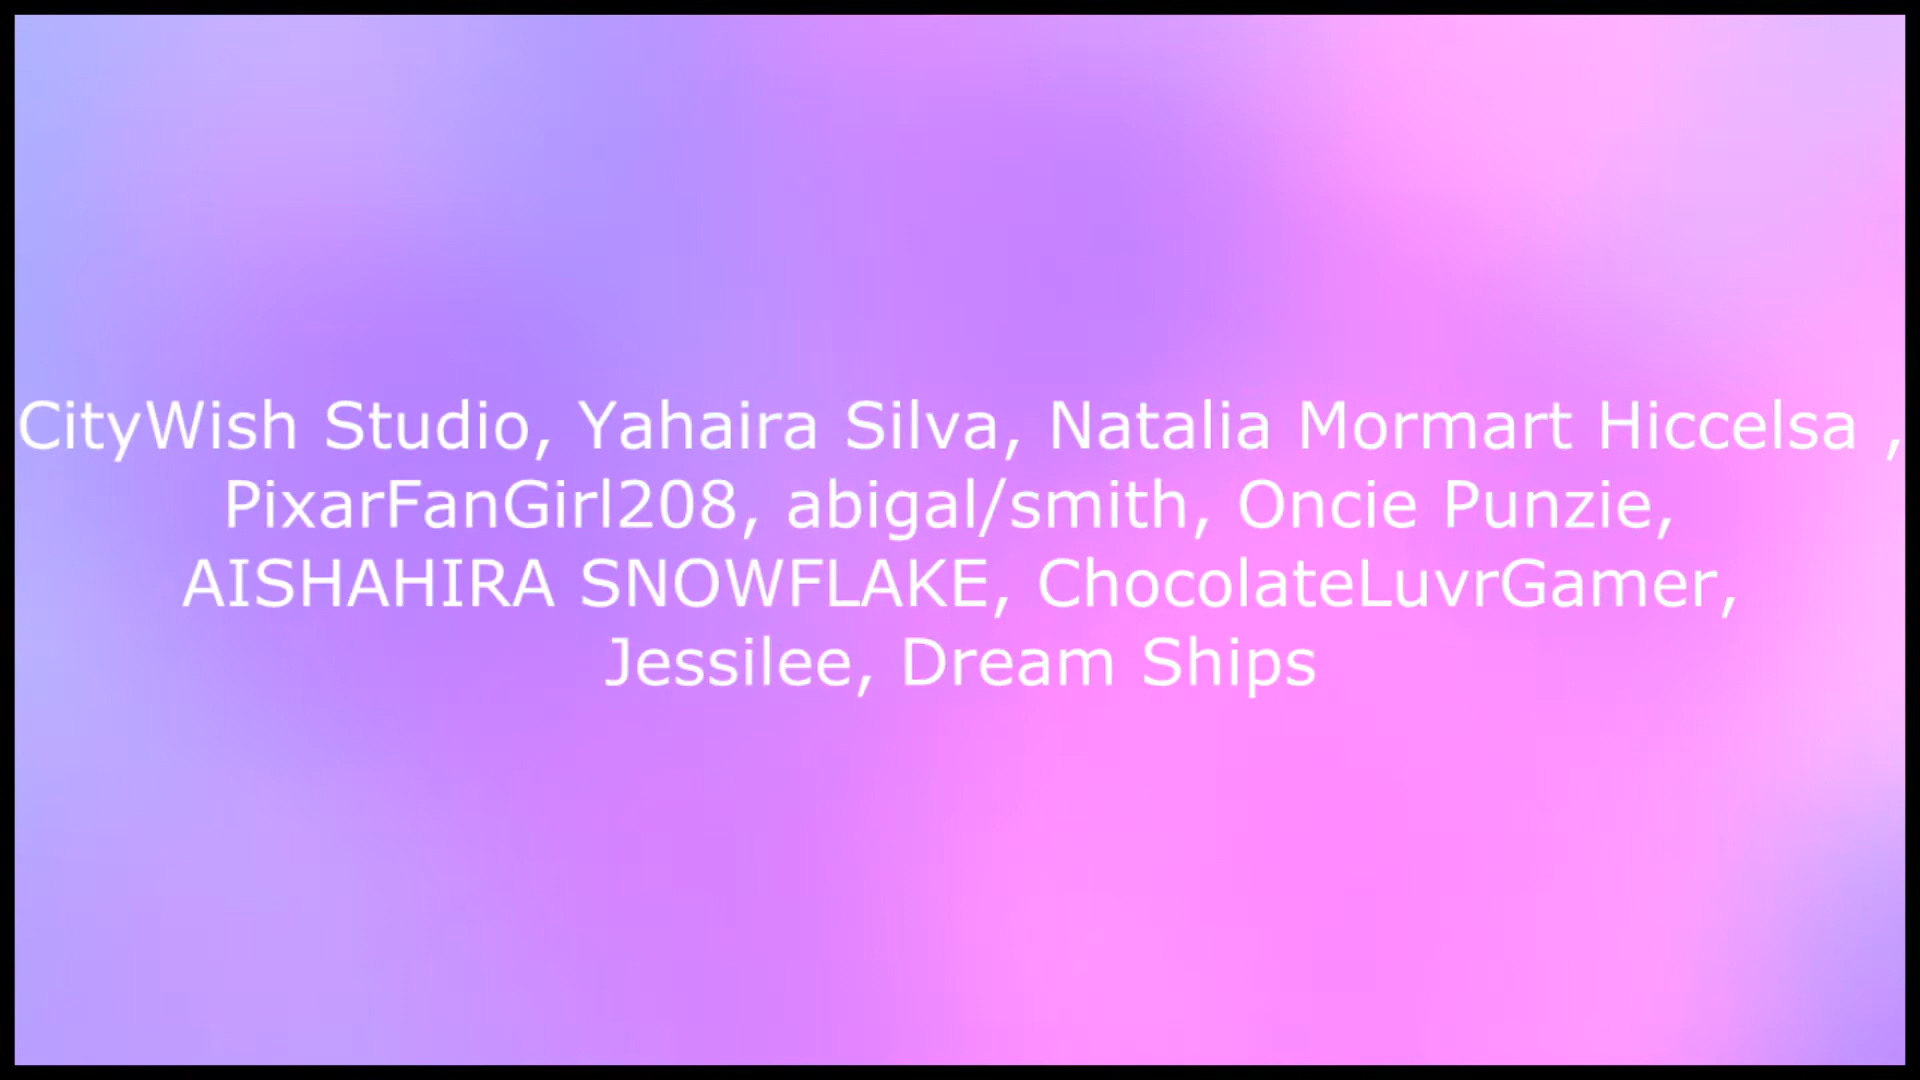 CityWish Studio, Yahaira Silva, Natalia Mormart Hiccelsa ,
PixarFanGirl208, abigal/smith, Oncie Punzie,
AISHAHIRA SNOWFLAKE, ChocolateLuvrGamer,
Jessilee, Dream Ships